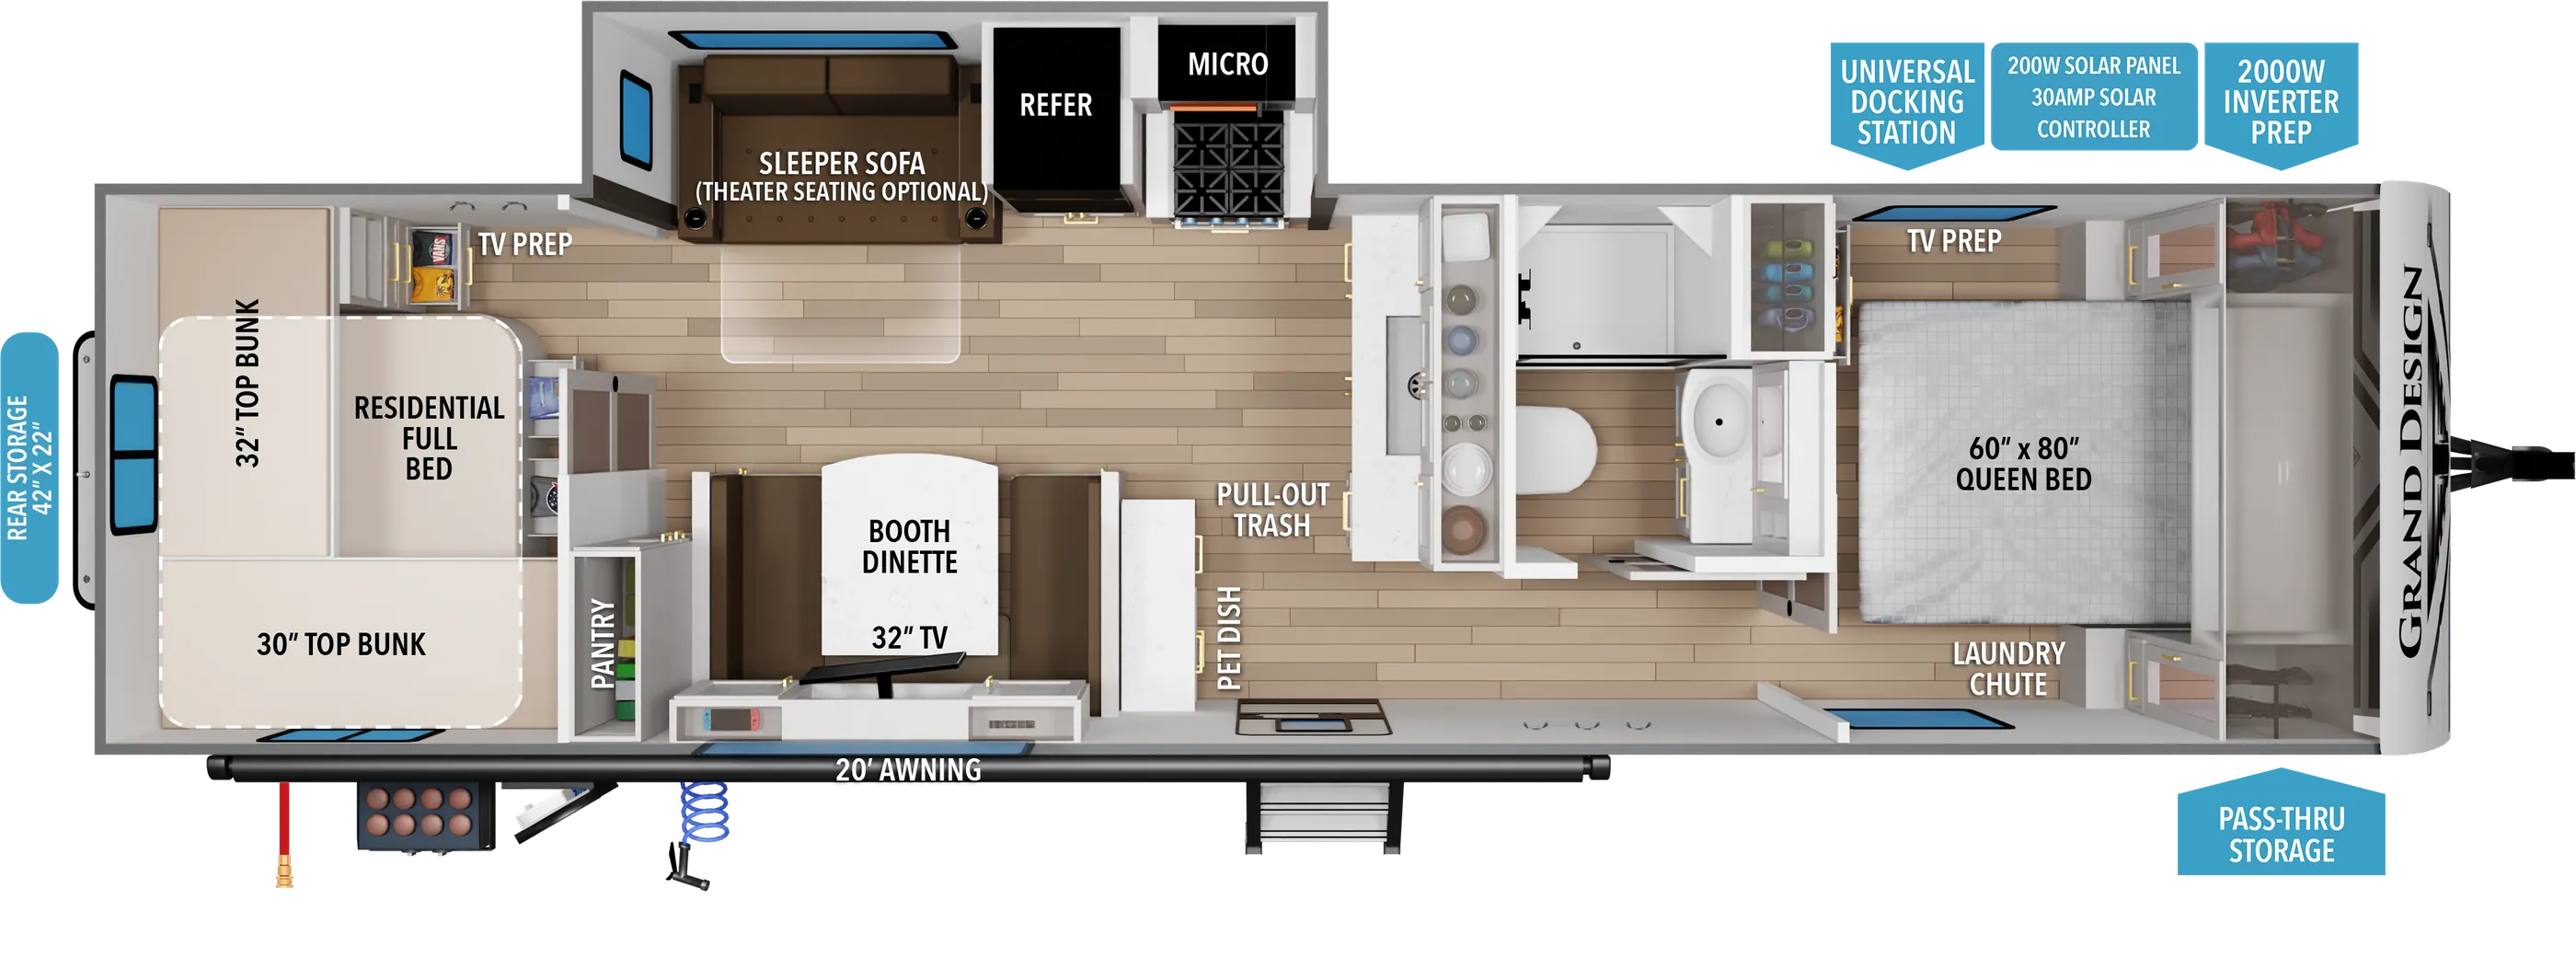 MICRO
REFER
SLEEPER SOFA
(THEATER SEATING OPTIONAL)
UNIVERSAL
DOCKING
STATION
200W SOLAR PANEL
30AMP SOLAR
CONTROLLER
2000W
INVERTER
PREP
TV PREP
VANS
TV PREP
REAR STORAGE
42" X 22"
32" TOP BUNK
RESIDENTIAL
FULL
BED
30" TOP BUNK
PANTRY
BOOTH
DINETTE
32" TV
PULL-OUT
TRASH
PET DISH
60" x 80"
QUEEN BED
LAUNDRY
CHUTE
GRAND DESIGN
20' AWNING
PASS-THRU
STORAGE